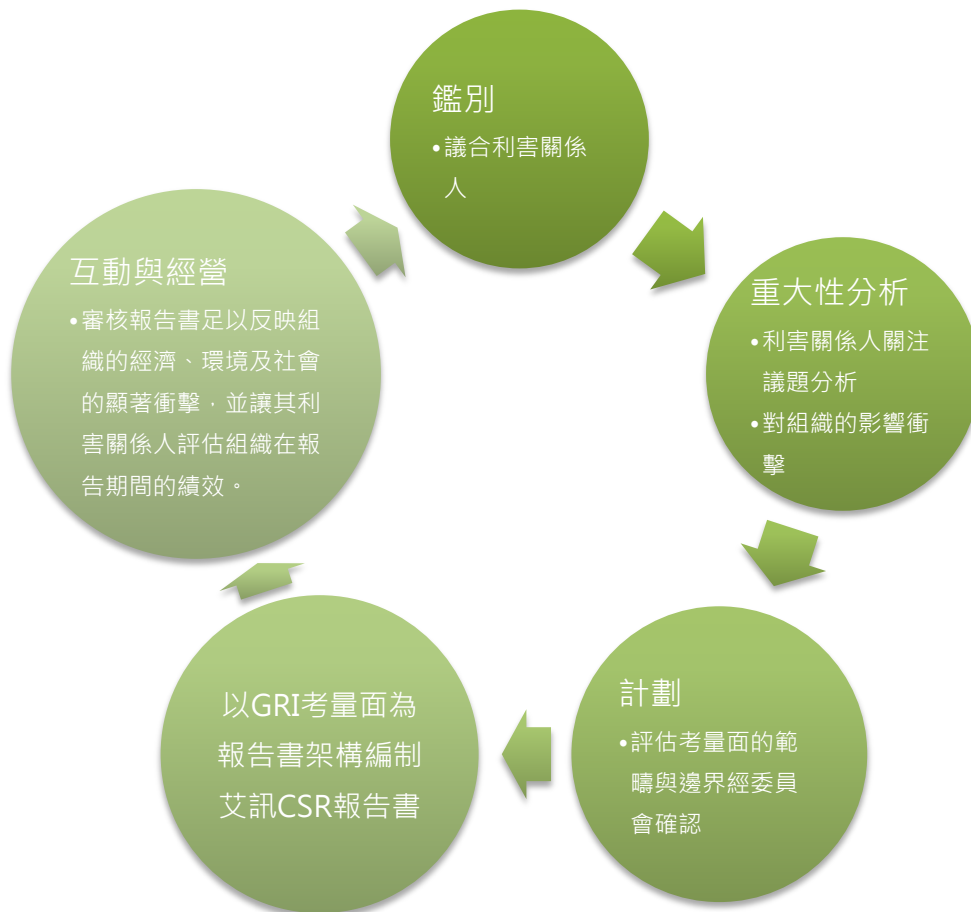 鑑別
•議合利害關係
人
重大性分析
•利害關係人關注
議題分析
•對組織的影響衝
擊
計劃
•評估考量面的範
疇與邊界經委員
會確認
以GRI考量面為
報告書架構編制
艾訊CSR報告書
互動與經營
•審核報告書足以反映組
織的經濟、環境及社會
的顯著衝擊，並讓其利
害關係人評估組織在報
告期間的績效。